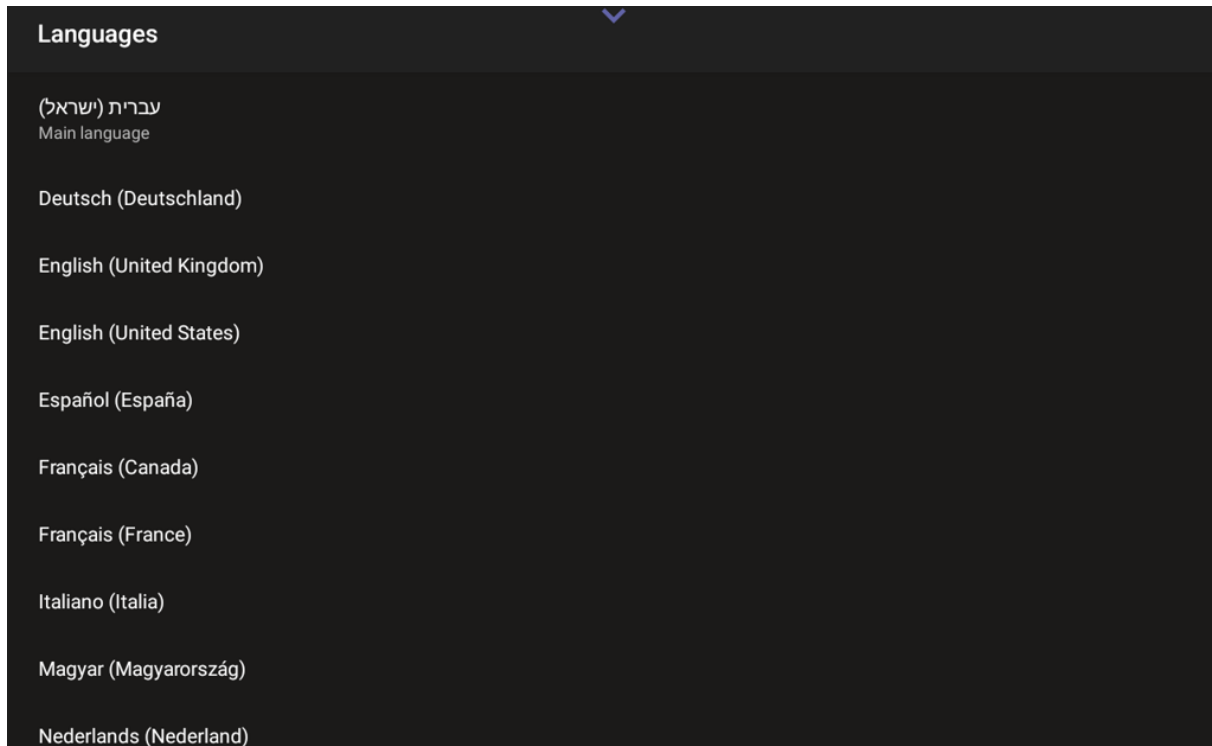 Languages
עברית (ישראל)
Main language
Deutsch (Deutschland)
English (United Kingdom)
English (United States)
Español (España)
Français (Canada)
Français (France)
Italiano (Italia)
Magyar (Magyarország)
Nederlands (Nederland)